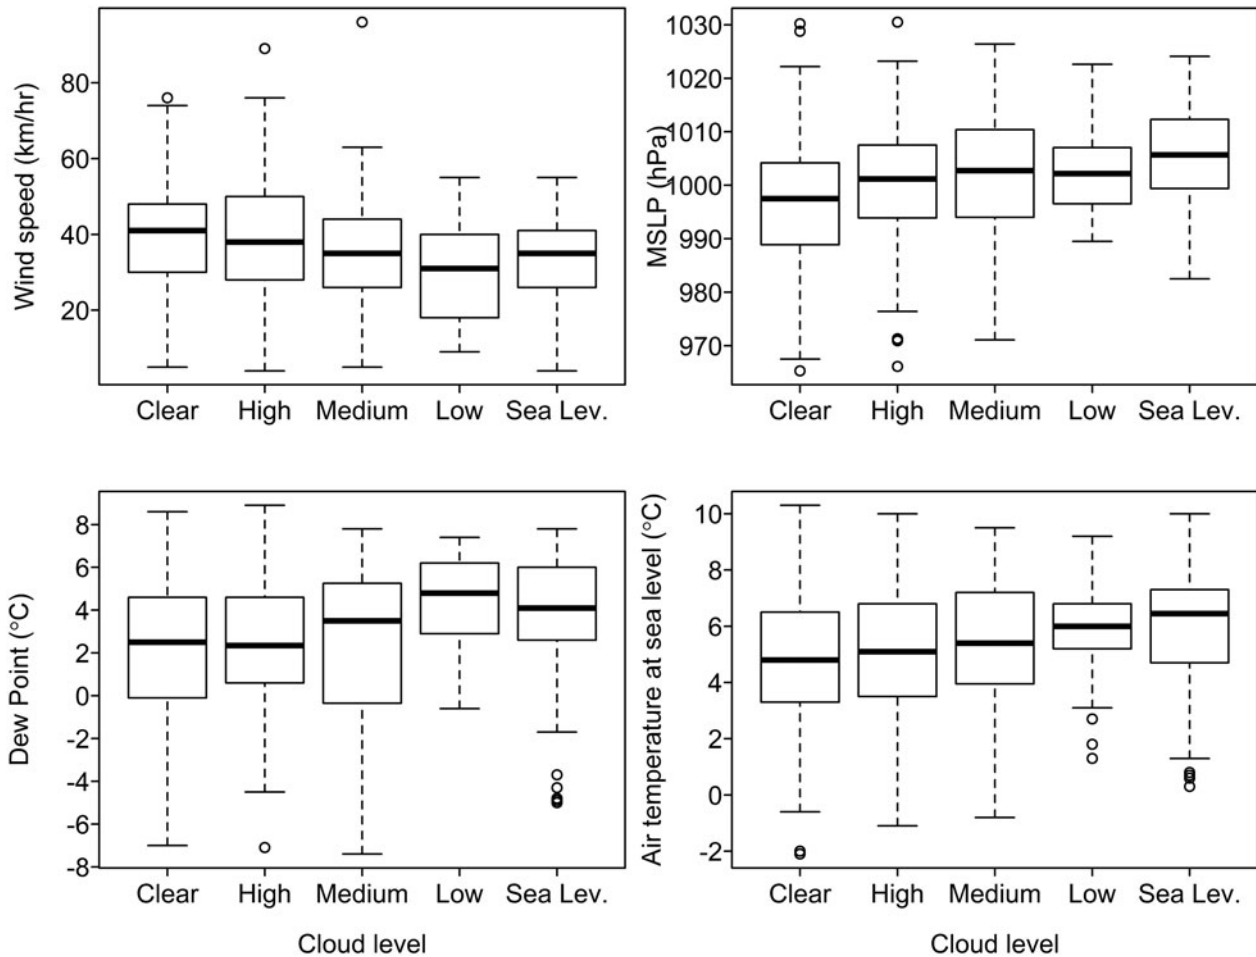 Wind speed (km/hr)
80
60
40
20
Clear High Medium Low Sea Lev.
MSLP (hPa)
1030
1020
1010
1000
990
980
970
Clear High Medium Low Sea Lev.
Dew Point (°C)
8
6
4
2
0
-2
-4
-6
-8
Clear High Medium Low Sea Lev.
Cloud level
Air temperature at sea level (°C)
10
8
6
4
2
0
-2
Clear High Medium Low Sea Lev.
Cloud level